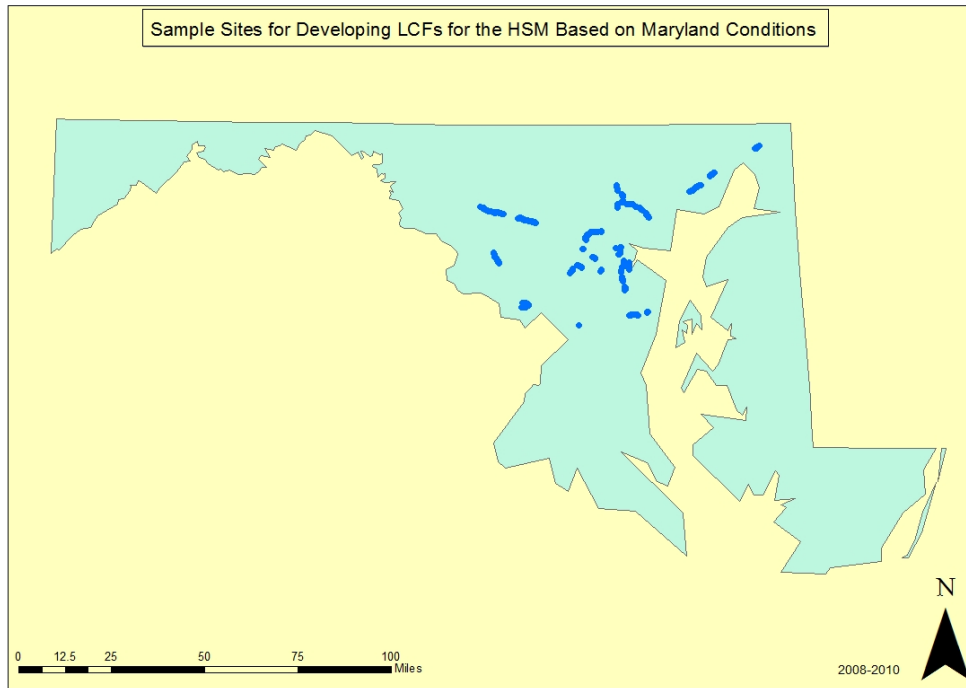 Sample Sites for Developing LCFs for the HSM Based on Maryland Conditions
N
0 12.5 25 50 75 100
Miles
2008-2010